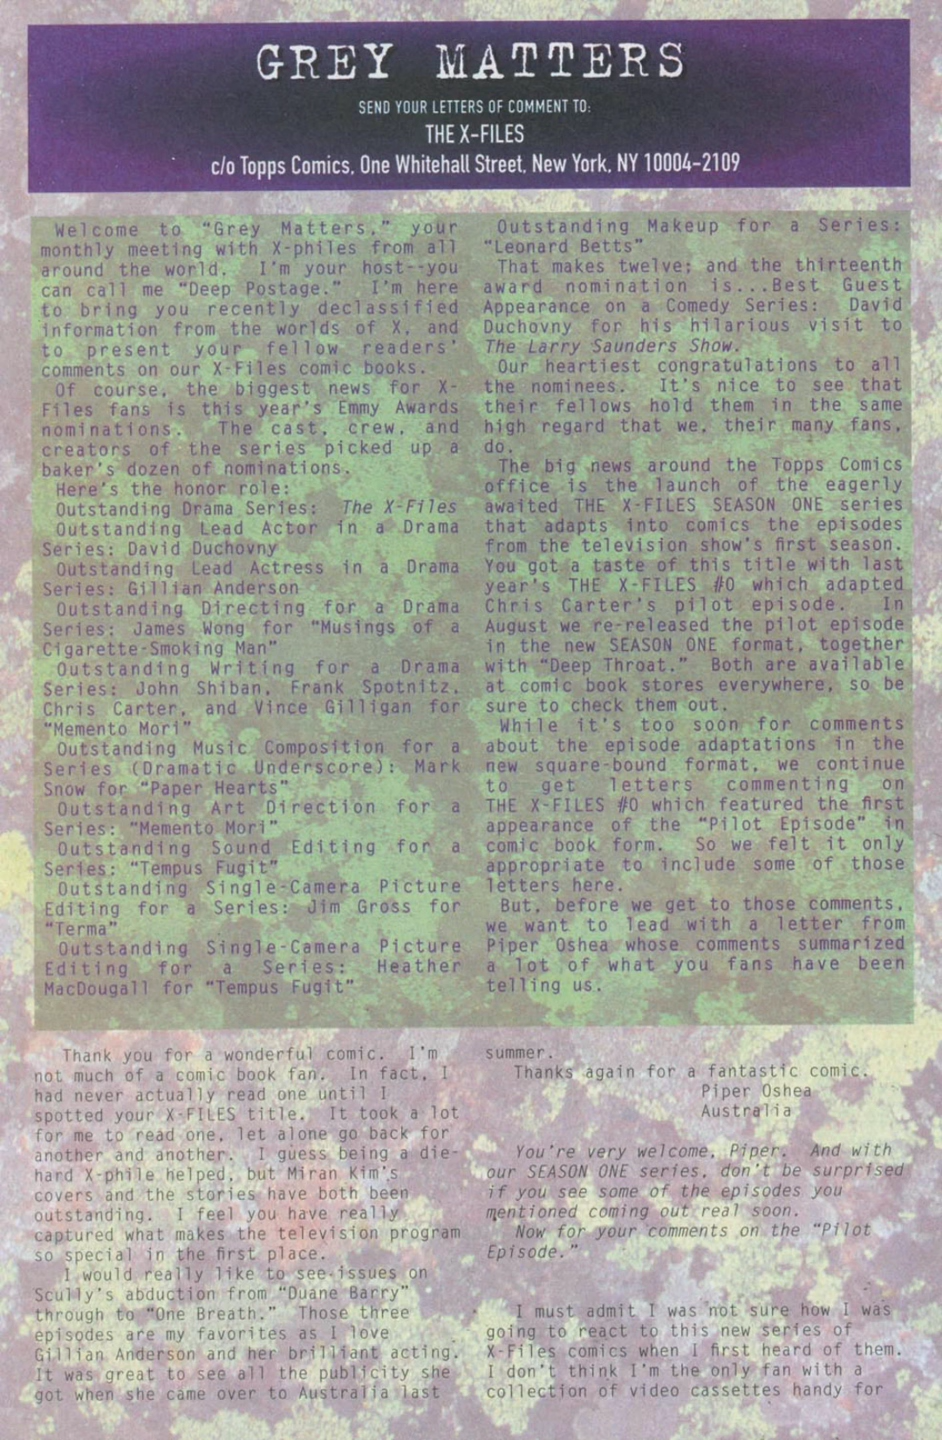 GREY MATTERS
SEND YOUR LETTERS OF COMMENT TO:
THE X-FILES
c/o Topps Comics, One Whitehall Street, New York, NY 10004-2109
Welcome to "Grey Matters," your
monthly meeting with X-philes from all
around the world. I'm your host--you
can call me "Deep Postage." I'm here
to bring you recently declassified
information from the worlds of X, and
to present your fellow readers'
comments on our X-Files comic books.
Of course, the biggest news for X-
Files fans is this year's Emmy Awards
nominations. The cast, crew, and
creators of the series picked up a
baker's dozen of nominations.
Here's the honor role:
Outstanding Drama Series: The X-Files
Outstanding Lead Actor in a Drama
Series: David Duchovny
Outstanding Lead Actress in a Drama
Series: Gillian Anderson
Outstanding Directing for a Drama
Series: James Wong for "Musings of a
Cigarette-Smoking Man"
Outstanding Writing for a Drama
Series: John Shiban, Frank Spotnitz,
Chris Carter, and Vince Gilligan for
"Memento Mori"
Outstanding Music Composition for a
Series (Dramatic Underscore): Mark
Snow for "Paper Hearts"
Outstanding Art Direction for a
Series: "Memento Mori"
Outstanding Sound Editing for a
Series: "Tempus Fugit"
Outstanding Single-Camera Picture
Editing for a Series: Jim Gross for
"Terma"
Outstanding Single-Camera Picture
Editing for a Series: Heather
MacDougall for "Tempus Fugit"
Outstanding Makeup for a Series:
"Leonard Betts"
That makes twelve; and the thirteenth
award nomination is...Best Guest
Appearance on a Comedy Series: David
Duchovny for his hilarious visit to
The Larry Saunders Show.
Our heartiest congratulations to all
the nominees. It's nice to see that
their fellows hold them in the same
high regard that we, their many fans,
do.
The big news around the Topps Comics
office is the launch of the eagerly
awaited THE X-FILES SEASON ONE series
that adapts into comics the episodes
from the television show's first season.
You got a taste of this title with last
year's THE X-FILES #0 which adapted
Chris Carter's pilot episode. In
August we re-released the pilot episode
in the new SEASON ONE format, together
with "Deep Throat." Both are available
at comic book stores everywhere, so be
sure to check them out.
While it's too soon for comments
about the episode adaptations in the
new square-bound format, we continue
to get letters commenting on
THE X-FILES #0 which featured the first
appearance of the "Pilot Episode" in
comic book form. So we felt it only
appropriate to include some of those
letters here.
But, before we get to those comments,
we want to lead with a letter from
Piper Oshea whose comments summarized
a lot of what you fans have been
telling us.
Thank you for a wonderful comic. I'm
not much of a comic book fan. In fact, I
had never actually read one until I
spotted your X-FILES title. It took a lot
for me to read one, let alone go back for
another and another. I guess being a die-
hard X-phile helped, but Miran Kim's
covers and the stories have both been
outstanding. I feel you have really
captured what makes the television program
so special in the first place.
I would really like to see issues on
Scully's abduction from "Duane Barry"
through to "One Breath." Those three
episodes are my favorites as I love
Gillian Anderson and her brilliant acting.
It was great to see all the publicity she
got when she came over to Australia last
summer.
Thanks again for a fantastic comic.
Piper Oshea
Australia
You're very welcome, Piper. And with
our SEASON ONE series, don't be surprised
if you see some of the episodes you
mentioned coming out real soon.
Now for your comments on the "Pilot
Episode."
I must admit I was not sure how I was
going to react to this new series of
X-Files comics when I first heard of them.
I don't think I'm the only fan with a
collection of video cassettes handy for